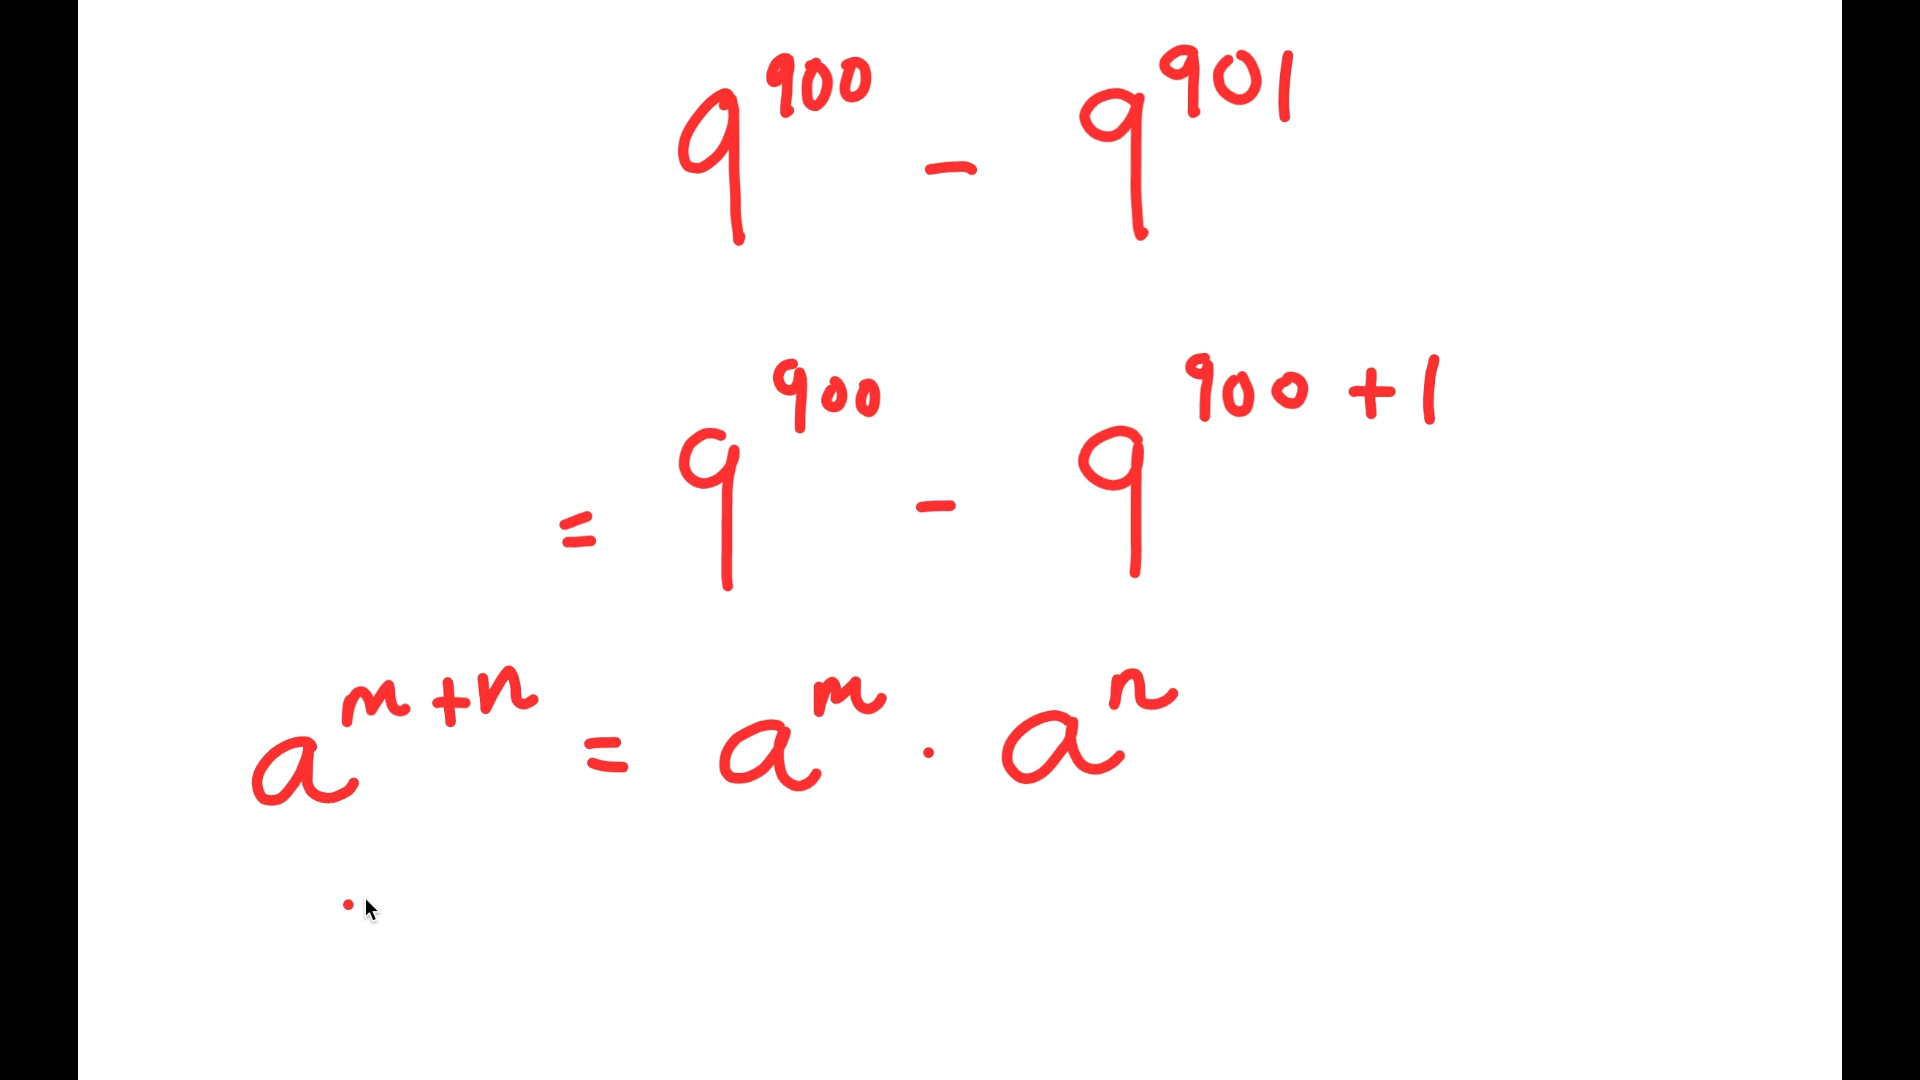 9^900 - 9^901
= 9^900 - 9^900 + 1
a^m+n = a^m · a^n